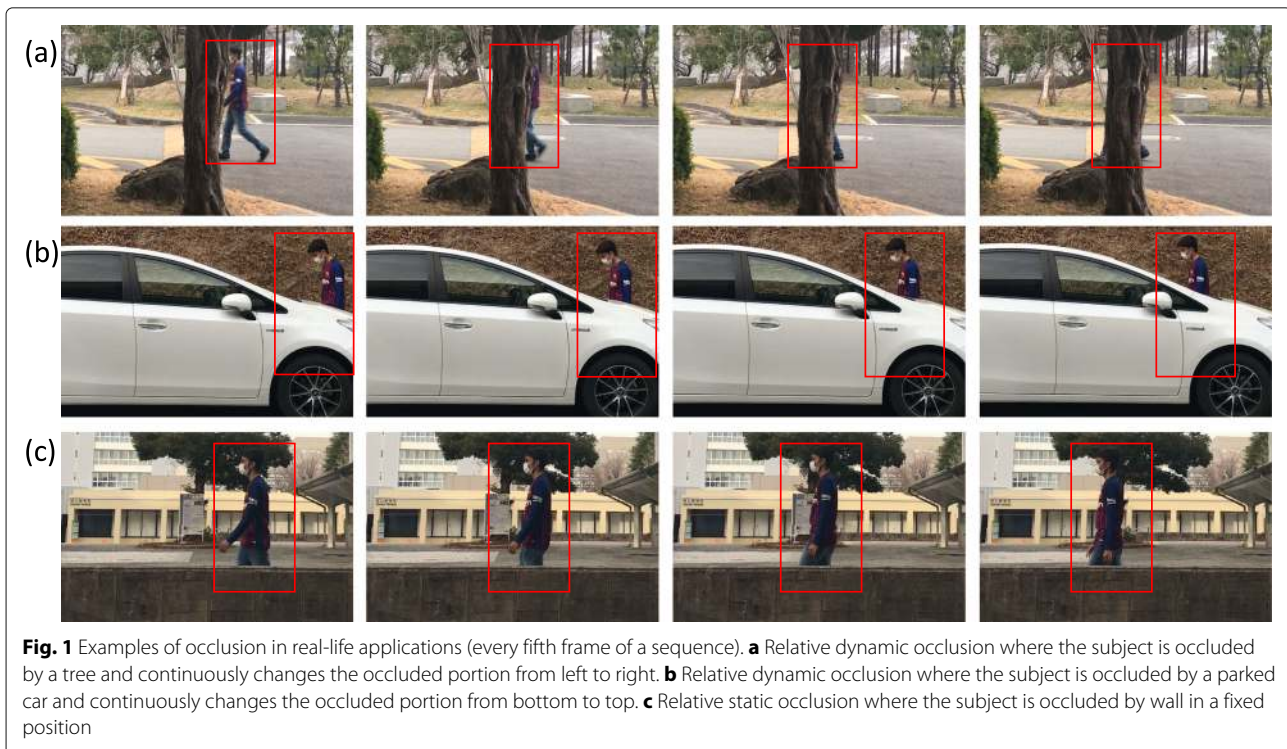 (a)
(b)
(c)
Fig. 1 Examples of occlusion in real-life applications (every fifth frame of a sequence). a Relative dynamic occlusion where the subject is occluded
by a tree and continuously changes the occluded portion from left to right. b Relative dynamic occlusion where the subject is occluded by a parked
car and continuously changes the occluded portion from bottom to top. c Relative static occlusion where the subject is occluded by wall in a fixed
position